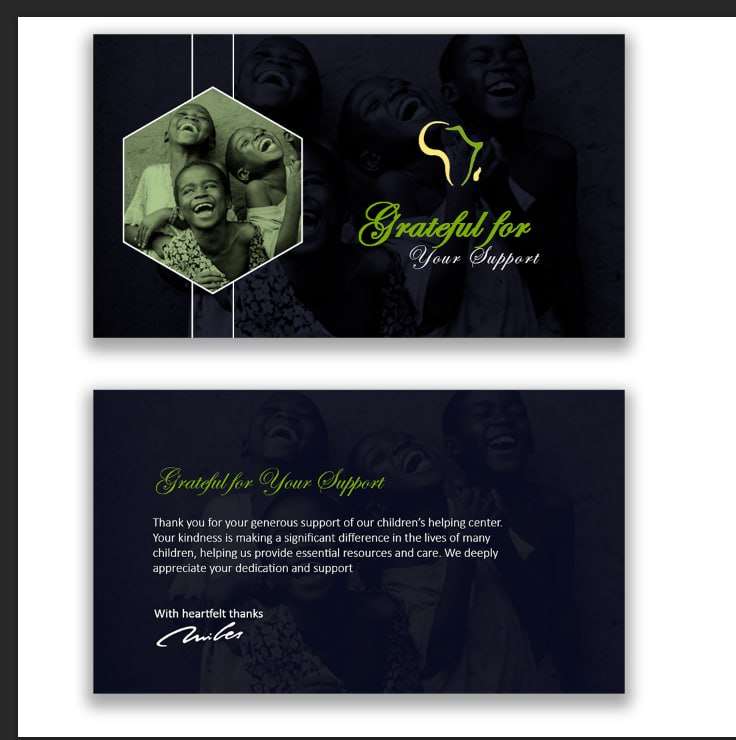 Grateful for
Your Support
Grateful for Your Support
Thank you for your generous support of our children's helping center.
Your kindness is making a significant difference in the lives of many
children, helping us provide essential resources and care. We deeply
appreciate your dedication and support
With heartfelt thanks
Miles